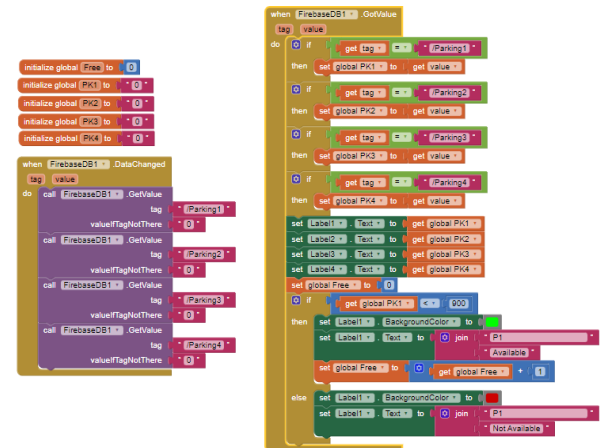 initialize global Free to 0
initialize global PK1 to " 0 "
initialize global PK2 to " 0 "
initialize global PK3 to " 0 "
initialize global PK4 to " 0 "
when FirebaseDB1 .DataChanged
tag value
do call FirebaseDB1 .GetValue
tag " /Parking1 "
valueIfTagNotThere " 0 "
call FirebaseDB1 .GetValue
tag " /Parking2 "
valueIfTagNotThere " 0 "
call FirebaseDB1 .GetValue
tag " /Parking3 "
valueIfTagNotThere " 0 "
call FirebaseDB1 .GetValue
tag " /Parking4 "
valueIfTagNotThere " 0 "
when FirebaseDB1 .GotValue
tag value
do if get tag = " /Parking1 "
then set global PK1 to get value
if get tag = " /Parking2 "
then set global PK2 to get value
if get tag = " /Parking3 "
then set global PK3 to get value
if get tag = " /Parking4 "
then set global PK4 to get value
set Label1 . Text to get global PK1
set Label2 . Text to get global PK2
set Label3 . Text to get global PK3
set Label4 . Text to get global PK4
set global Free to 0
if get global PK1 < 900
then set Label1 . BackgroundColor to
set Label1 . Text to join " P1 "
" Available "
set global Free to get global Free + 1
else set Label1 . BackgroundColor to
set Label1 . Text to join " P1 "
" Not Available "